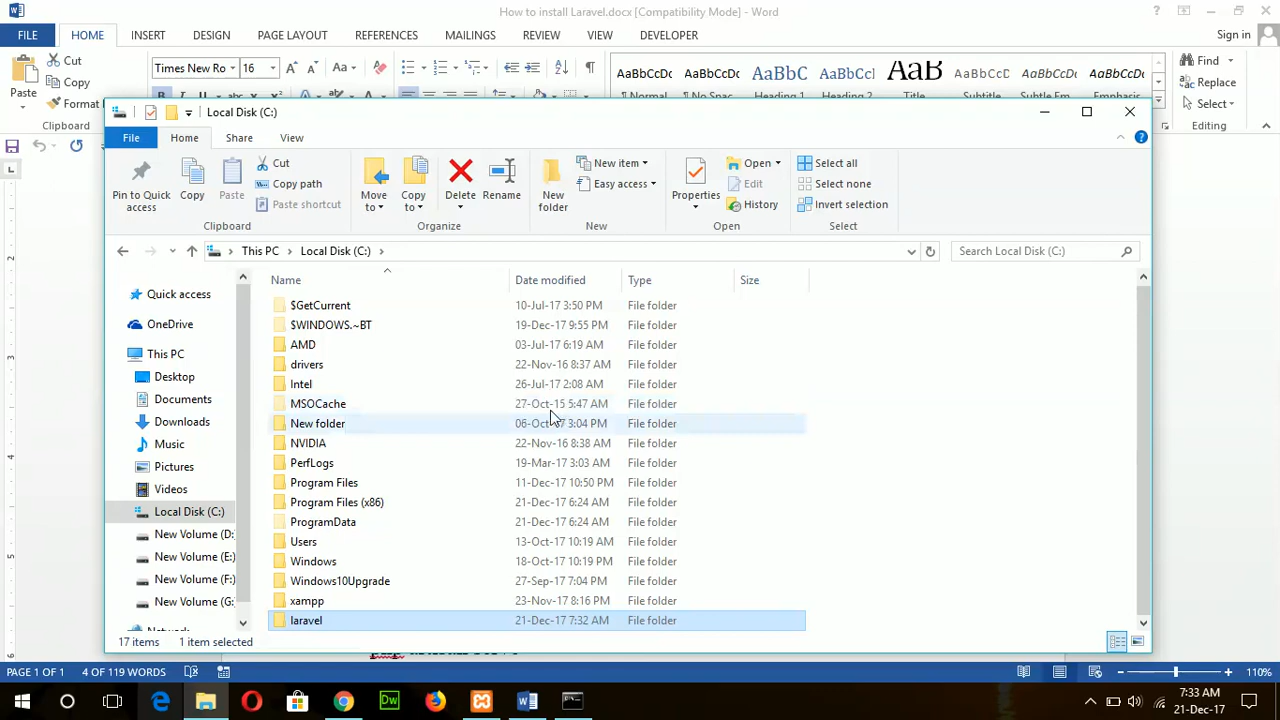 How to install Laravel.docx [Compatibility Mode] - Word
FILE HOME INSERT DESIGN PAGE LAYOUT REFERENCES MAILINGS REVIEW VIEW DEVELOPER Sign in
Cut
Copy
Format
Paste
Clipboard
Times New Ro 16 Aa
AaBbCcDc AaBbCcDc AaBbC AaBbCcI AaB AaBbCcD AaBbCcDc
Find
Replace
Select
Editing
Local Disk (C:)
File Home Share View
Pin to Quick access
Copy
Paste
Cut
Copy path
Paste shortcut
Clipboard
Move to
Copy to
Delete
Rename
Organize
New folder
New item
Easy access
New
Properties
Open
Edit
History
Open
Select all
Select none
Invert selection
Select
This PC Local Disk (C:)
Search Local Disk (C:)
Quick access
OneDrive
This PC
Desktop
Documents
Downloads
Music
Pictures
Videos
Local Disk (C:)
New Volume (D:
New Volume (E:)
New Volume (F:)
New Volume (G:
Name Date modified Type Size
$GetCurrent 10-Jul-17 3:50 PM File folder
$WINDOWS.~BT 19-Dec-17 9:55 PM File folder
AMD 03-Jul-17 6:19 AM File folder
drivers 22-Nov-16 8:37 AM File folder
Intel 26-Jul-17 2:08 AM File folder
MSOCache 27-Oct-15 5:47 AM File folder
New folder 06-Oct 3:04 PM File folder
NVIDIA 22-Nov-16 8:38 AM File folder
PerfLogs 19-Mar-17 3:03 AM File folder
Program Files 11-Dec-17 10:50 PM File folder
Program Files (x86) 21-Dec-17 6:24 AM File folder
ProgramData 21-Dec-17 6:24 AM File folder
Users 13-Oct-17 10:19 AM File folder
Windows 18-Oct-17 10:19 PM File folder
Windows10Upgrade 27-Sep-17 7:04 PM File folder
xampp 23-Nov-17 8:16 PM File folder
laravel 21-Dec-17 7:32 AM File folder
17 items 1 item selected
PAGE 1 OF 1 4 OF 119 WORDS 110%
7:33 AM
21-Dec-17